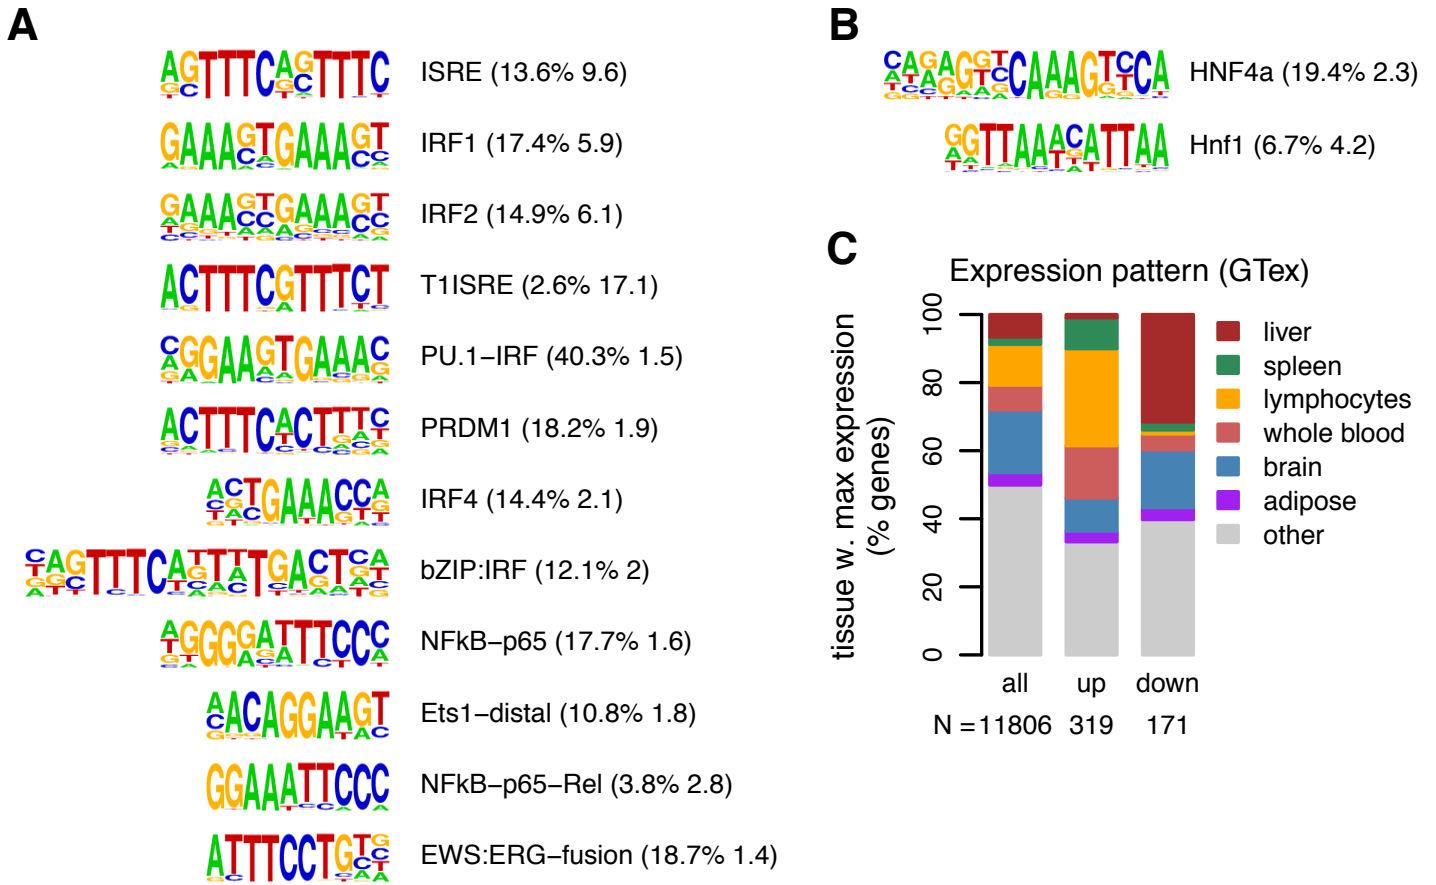 A
ISRE (13.6% 9.6)
IRF1 (17.4% 5.9)
IRF2 (14.9% 6.1)
T1ISRE (2.6% 17.1)
PU.1−IRF (40.3% 1.5)
PRDM1 (18.2% 1.9)
IRF4 (14.4% 2.1)
bZIP:IRF (12.1% 2)
NFkB−p65 (17.7% 1.6)
Ets1−distal (10.8% 1.8)
NFkB−p65−Rel (3.8% 2.8)
EWS:ERG−fusion (18.7% 1.4)
B
HNF4a (19.4% 2.3)
Hnf1 (6.7% 4.2)
C
Expression pattern (GTex)
tissue w. max expression
(% genes)
100
80
60
40
20
0
liver
spleen
lymphocytes
whole blood
brain
adipose
other
all up down
N = 11806 319 171